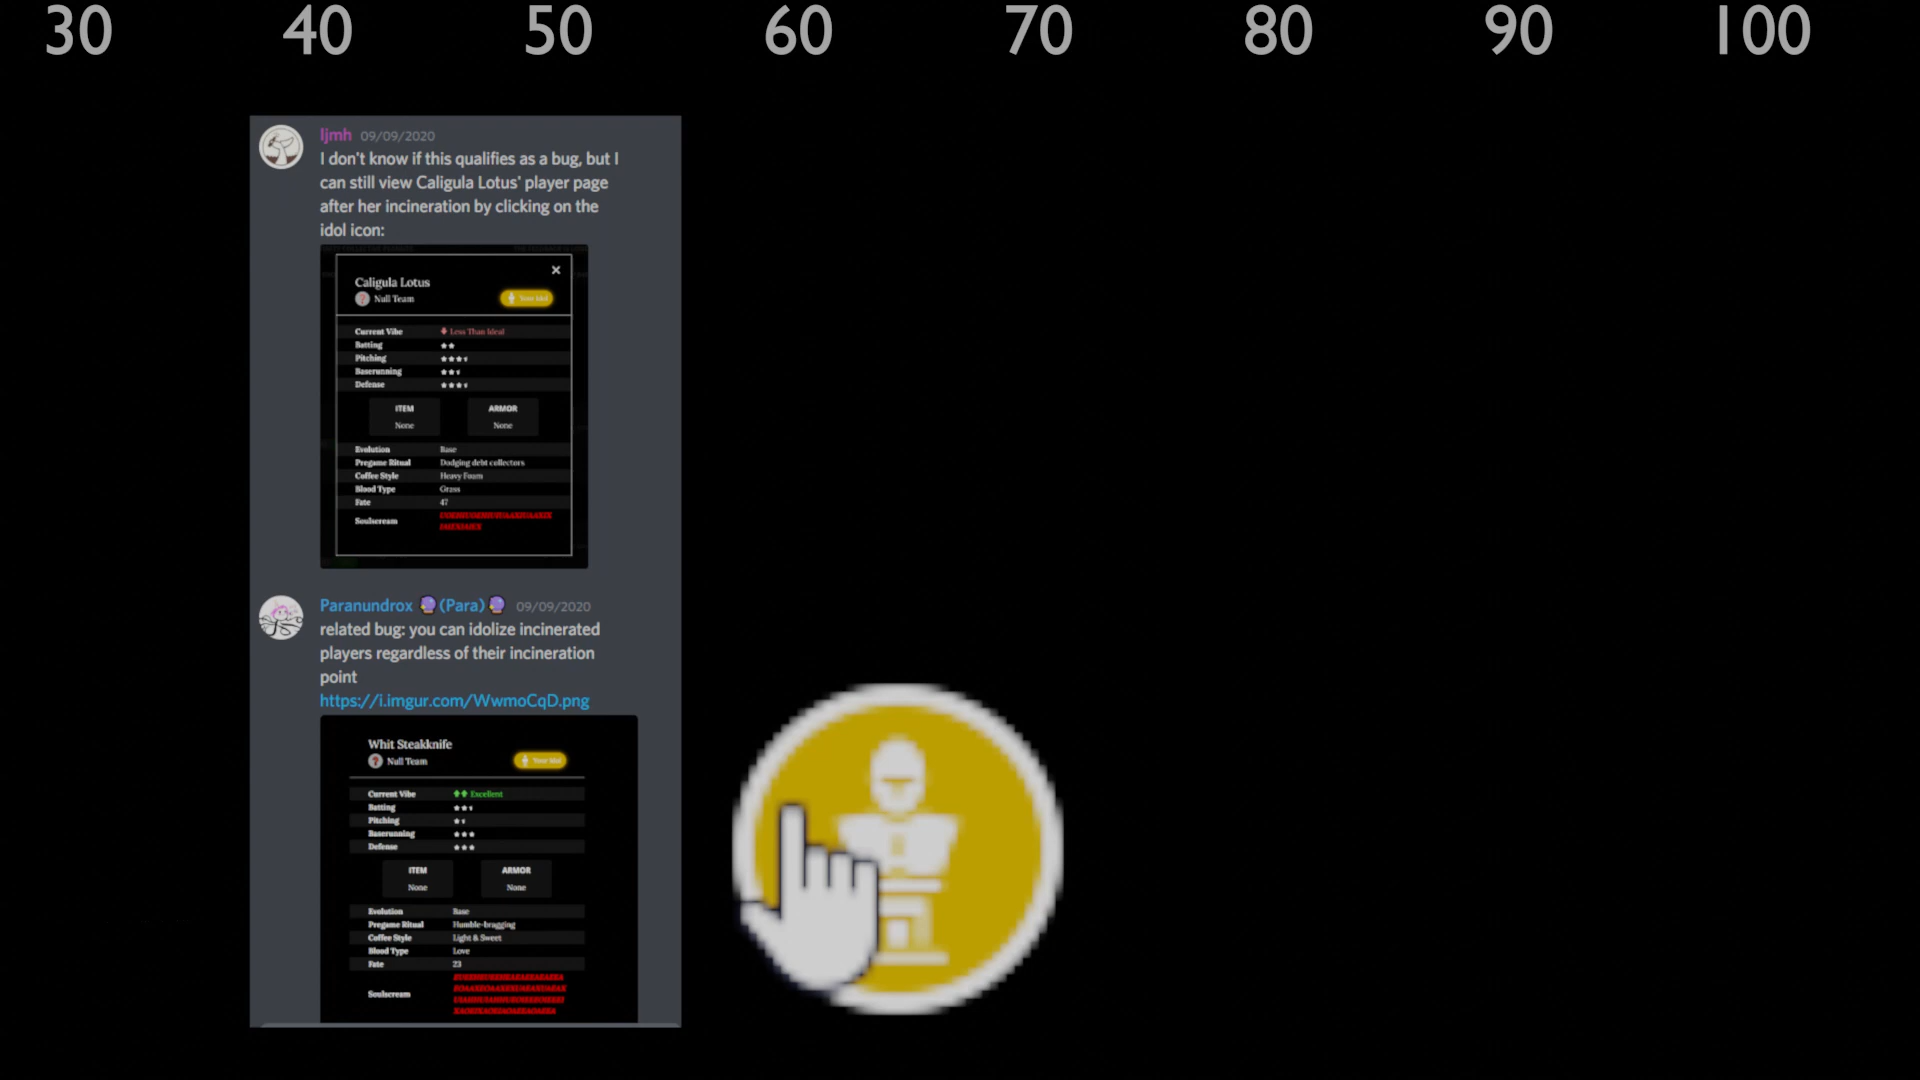 30 40 50 60 70 80 90 100
ljmh 09/09/2020
I don't know if this qualifies as a bug, but I
can still view Caligula Lotus' player page
after her incineration by clicking on the
idol icon:
Caligula Lotus
Null Team
Your Idol
Current Vibe Less Than Ideal
Batting
Pitching
Baserunning
Defense
ITEM ARMOR
None None
Evolution Base
Pregame Ritual Dodging debt collectors
Coffee Style Heavy Foam
Blood Type Grass
Fate 47
Soulscream
Paranundrox 🔮(Para)🔮 09/09/2020
related bug: you can idolize incinerated
players regardless of their incineration
point
https://i.imgur.com/WwmoCqD.png
Whit Steakknife
Null Team
Your Idol
Current Vibe Excellent
Batting
Pitching
Baserunning
Defense
ITEM ARMOR
None None
Evolution Base
Pregame Ritual Humble-bragging
Coffee Style Light & Sweet
Blood Type Love
Fate 23
Soulscream